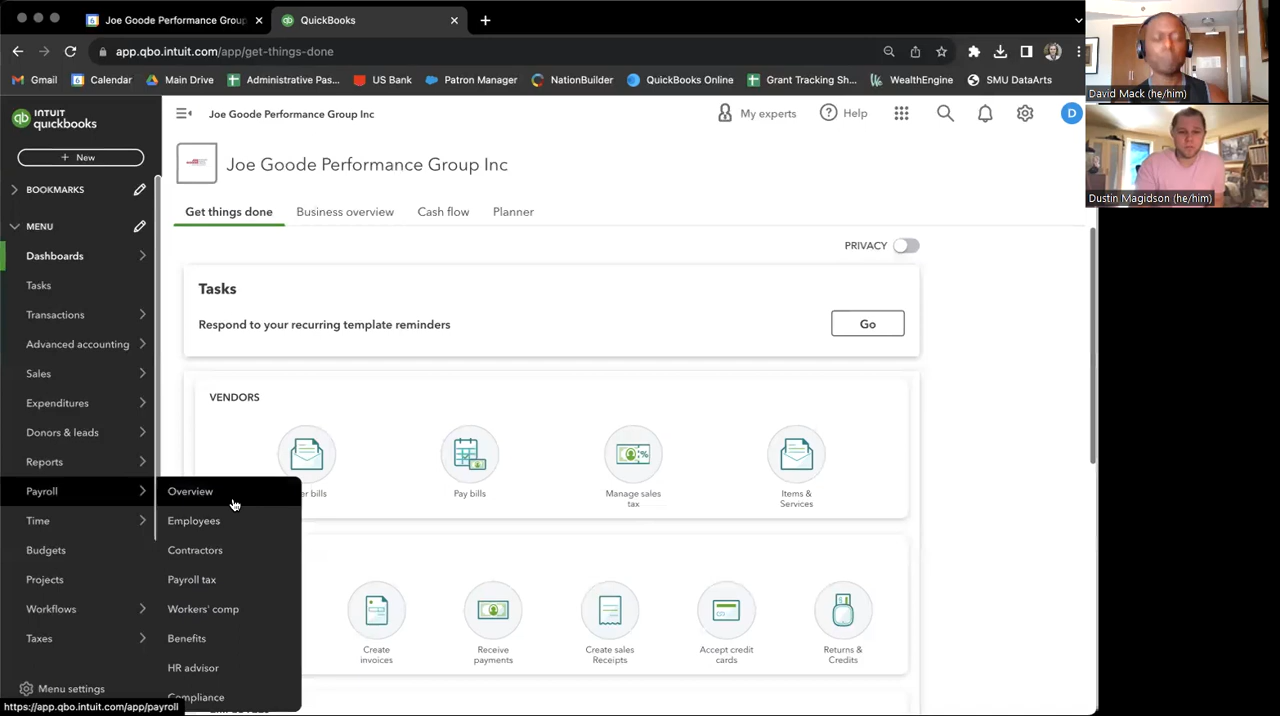 Joe Goode Performance Group
QuickBooks
app.qbo.intuit.com/app/get-things-done
Gmail
Calendar
Main Drive
Administrative Pas...
US Bank
Patron Manager
NationBuilder
QuickBooks Online
Grant Tracking Sh...
WealthEngine
SMU DataArts
David Mack (he/him)
Dustin Magidson (he/him)
INTUIT
quickbooks
Joe Goode Performance Group Inc
My experts
Help
D
+ New
Joe Goode Performance Group Inc
BOOKMARKS
Get things done
Business overview
Cash flow
Planner
MENU
PRIVACY
Dashboards
Tasks
Transactions
Advanced accounting
Sales
Expenditures
Donors & leads
Reports
Payroll
Time
Budgets
Projects
Workflows
Taxes
Menu settings
Overview
Employees
Contractors
Payroll tax
Workers' comp
Benefits
HR advisor
Compliance
Tasks
Respond to your recurring template reminders
Go
VENDORS
bills
Pay bills
Manage sales
tax
Items &
Services
Create
invoices
Receive
payments
Create sales
Receipts
Accept credit
cards
Returns &
Credits
https://app.qbo.intuit.com/app/payroll